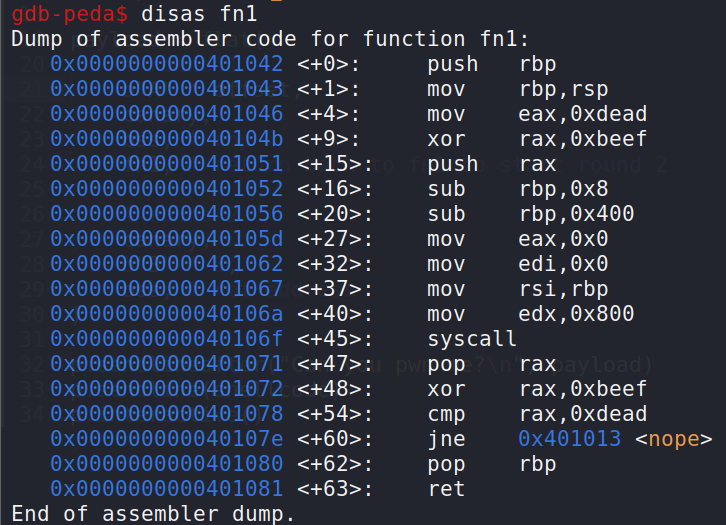 gdb-peda$ disas fn1
Dump of assembler code for function fn1:
   0x0000000000401042 <+0>:     push   rbp
   0x0000000000401043 <+1>:     mov    rbp,rsp
   0x0000000000401046 <+4>:     mov    eax,0xdead
   0x000000000040104b <+9>:     xor    rax,0xbeef
   0x0000000000401051 <+15>:    push   rax
   0x0000000000401052 <+16>:    sub    rbp,0x8
   0x0000000000401056 <+20>:    sub    rbp,0x400
   0x000000000040105d <+27>:    mov    eax,0x0
   0x0000000000401062 <+32>:    mov    edi,0x0
   0x0000000000401067 <+37>:    mov    rsi,rbp
   0x000000000040106a <+40>:    mov    edx,0x800
   0x000000000040106f <+45>:    syscall
   0x0000000000401071 <+47>:    pop    rax
   0x0000000000401072 <+48>:    xor    rax,0xbeef
   0x0000000000401078 <+54>:    cmp    rax,0xdead
   0x000000000040107e <+60>:    jne    0x401013 <nope>
   0x0000000000401080 <+62>:    pop    rbp
   0x0000000000401081 <+63>:    ret
End of assembler dump.